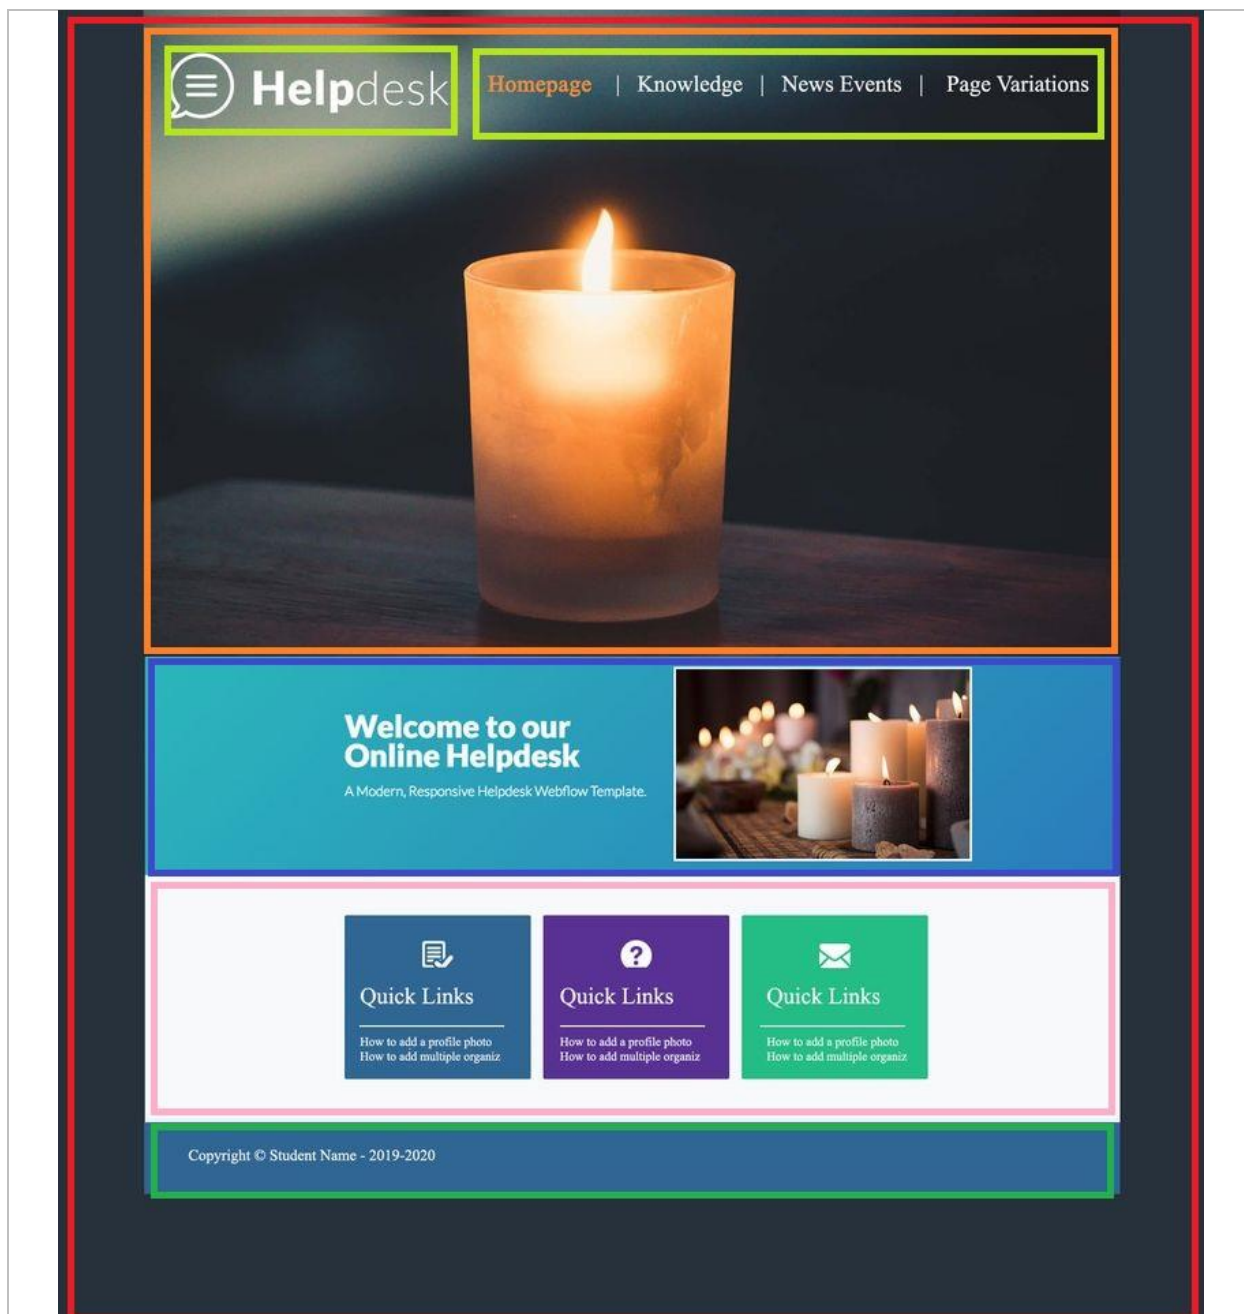 Helpdesk
Homepage | Knowledge | News Events | Page Variations
Welcome to our
Online Helpdesk
A Modern, Responsive Helpdesk Webflow Template.
Quick Links
How to add a profile photo
How to add multiple organiz
Quick Links
How to add a profile photo
How to add multiple organiz
Quick Links
How to add a profile photo
How to add multiple organiz
Copyright © Student Name - 2019-2020